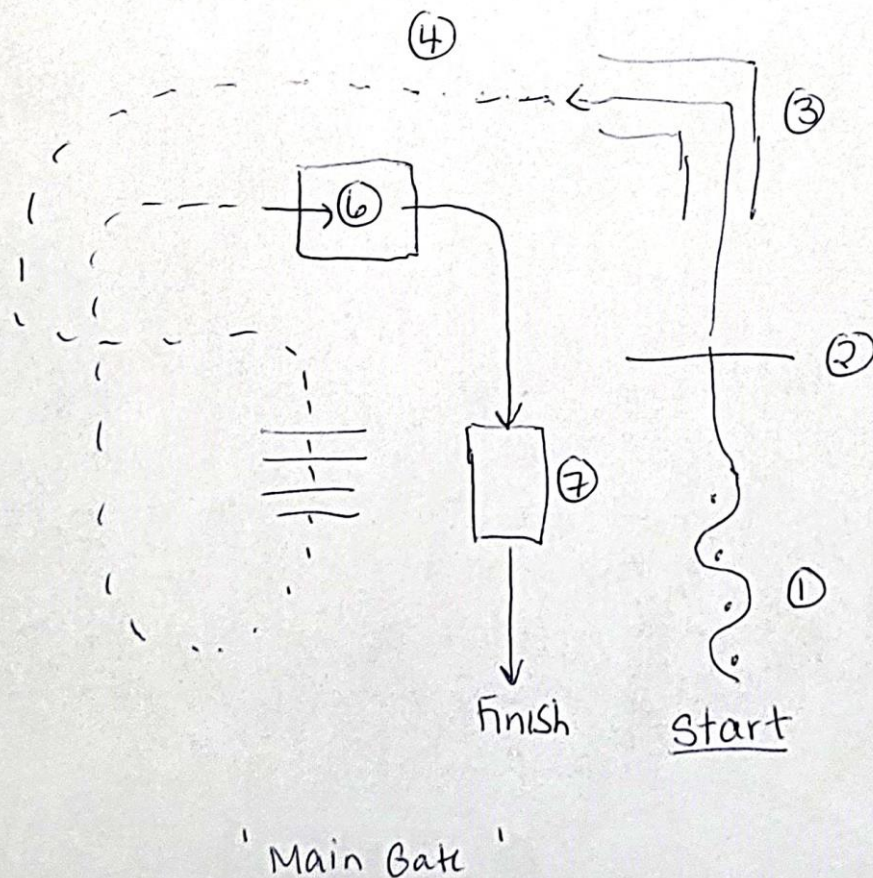 ④
③
⑥
②
⑦
①
Finish
Start
' Main Gate '